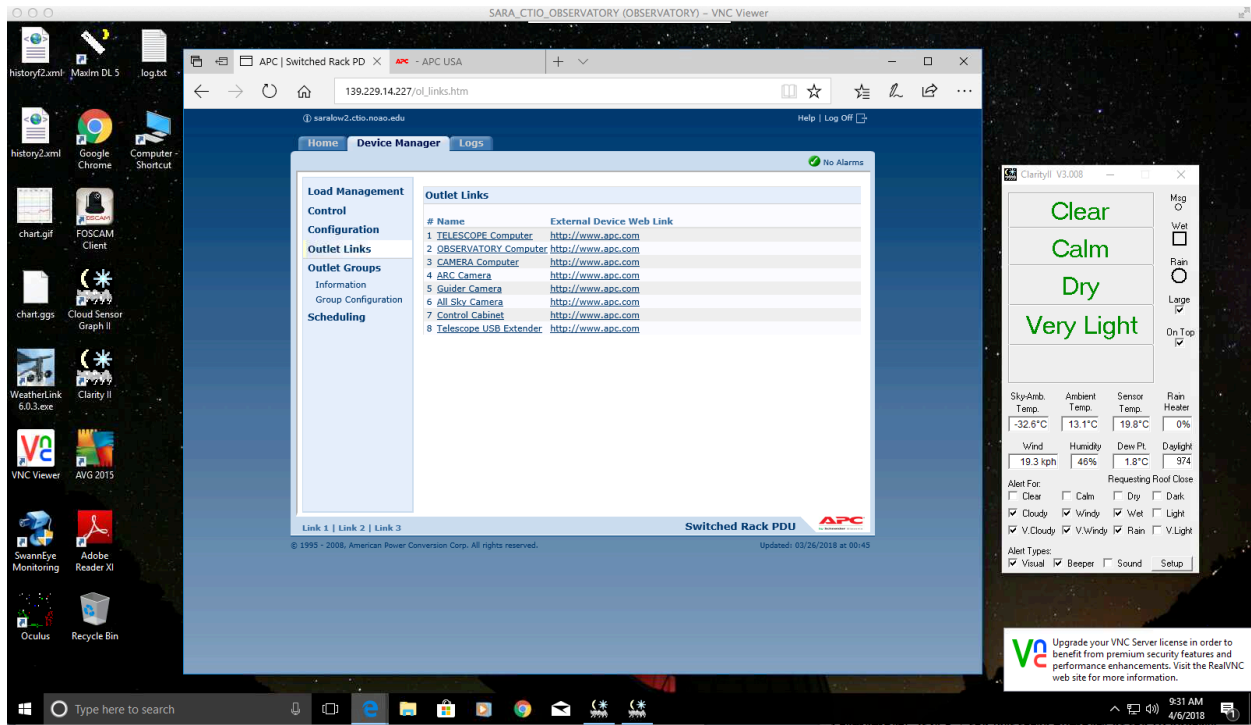 SARA_CTIO_OBSERVATORY (OBSERVATORY) – VNC Viewer
historyf2.xml
MaxIm DL 5
log.txt
history2.xml
Google Chrome
Computer - Shortcut
chart.gif
FOSCAM
FOSCAM Client
chart.ggs
Cloud Sensor Graph II
WeatherLink 6.0.3.exe
Clarity II
VNC Viewer
AVG 2015
SwannEye Monitoring
Adobe Reader XI
Oculus
Recycle Bin
APC | Switched Rack PD
APC - APC USA
139.229.14.227/ol_links.htm
saralow2.ctio.noao.edu
Help | Log Off
Home Device Manager Logs
No Alarms
Load Management
Control
Configuration
Outlet Links
Outlet Groups
Information
Group Configuration
Scheduling
Outlet Links
# Name External Device Web Link
1 TELESCOPE Computer http://www.apc.com
2 OBSERVATORY Computer http://www.apc.com
3 CAMERA Computer http://www.apc.com
4 ARC Camera http://www.apc.com
5 Guider Camera http://www.apc.com
6 All Sky Camera http://www.apc.com
7 Control Cabinet http://www.apc.com
8 Telescope USB Extender http://www.apc.com
Link 1 | Link 2 | Link 3
Switched Rack PDU
APC
© 1995 - 2008, American Power Conversion Corp. All rights reserved.
Updated: 03/26/2018 at 00:45
ClarityII V3.008
Clear
Calm
Dry
Very Light
Msg
Wet
Rain
Large
On Top
Sky-Amb. Temp. Ambient Temp. Sensor Temp. Rain Heater
-32.6°C 13.1°C 19.8°C 0%
Wind Humidity Dew Pt. Daylight
19.3 kph 46% 1.8°C 974
Alert For: Requesting Roof Close
Clear Calm Dry Dark
Cloudy Windy Wet Light
V.Cloudy V.Windy Rain V.Light
Alert Types:
Visual Beeper Sound Setup
Upgrade your VNC Server license in order to
benefit from premium security features and
performance enhancements. Visit the RealVNC
web site for more information.
Type here to search
9:31 AM
4/6/2018